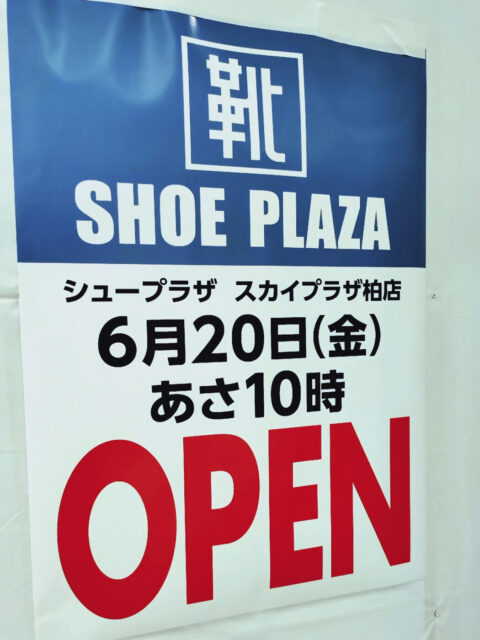 靴
SHOE PLAZA
シュープラザ スカイプラザ柏店
6月20日(金)
あさ10時
OPEN